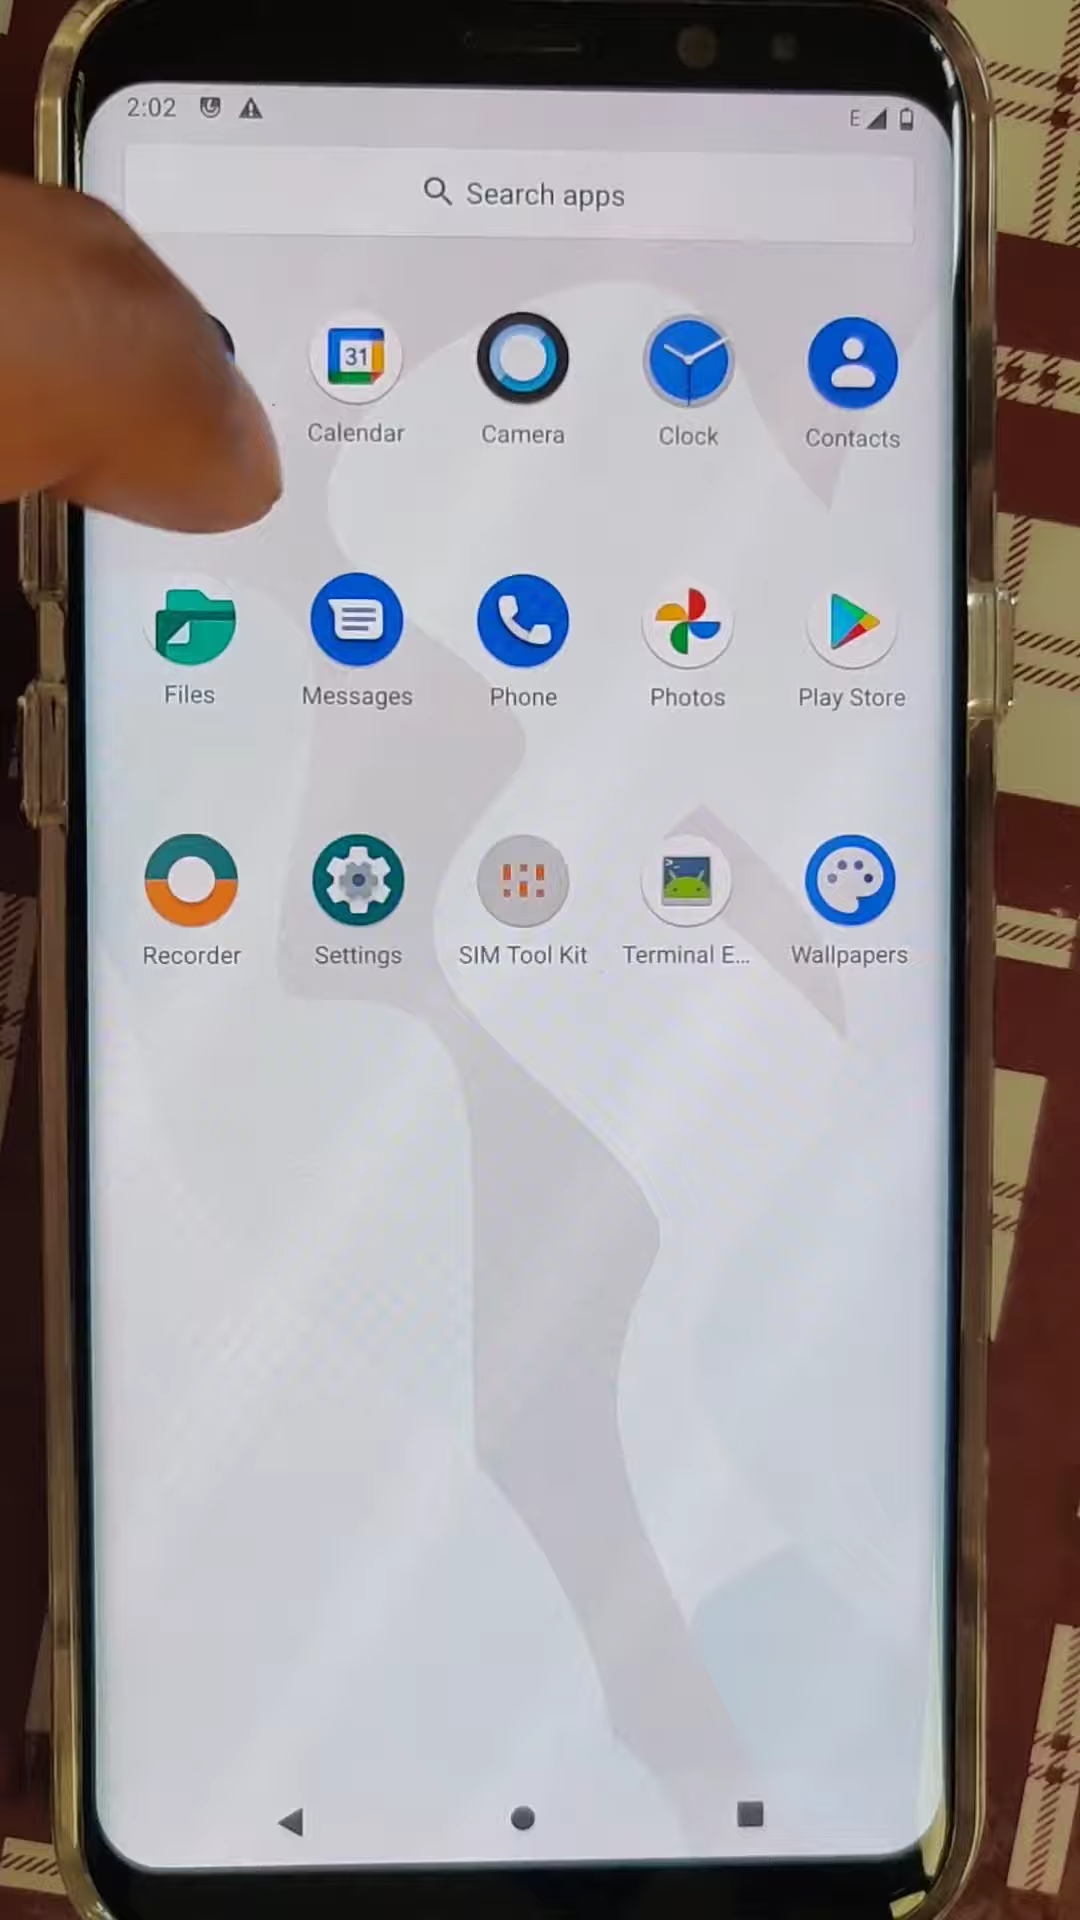 2:02
E
Search apps
31
Calendar
Camera
Clock
Contacts
Files
Messages
Phone
Photos
Play Store
Recorder
Settings
SIM Tool Kit
Terminal E...
Wallpapers